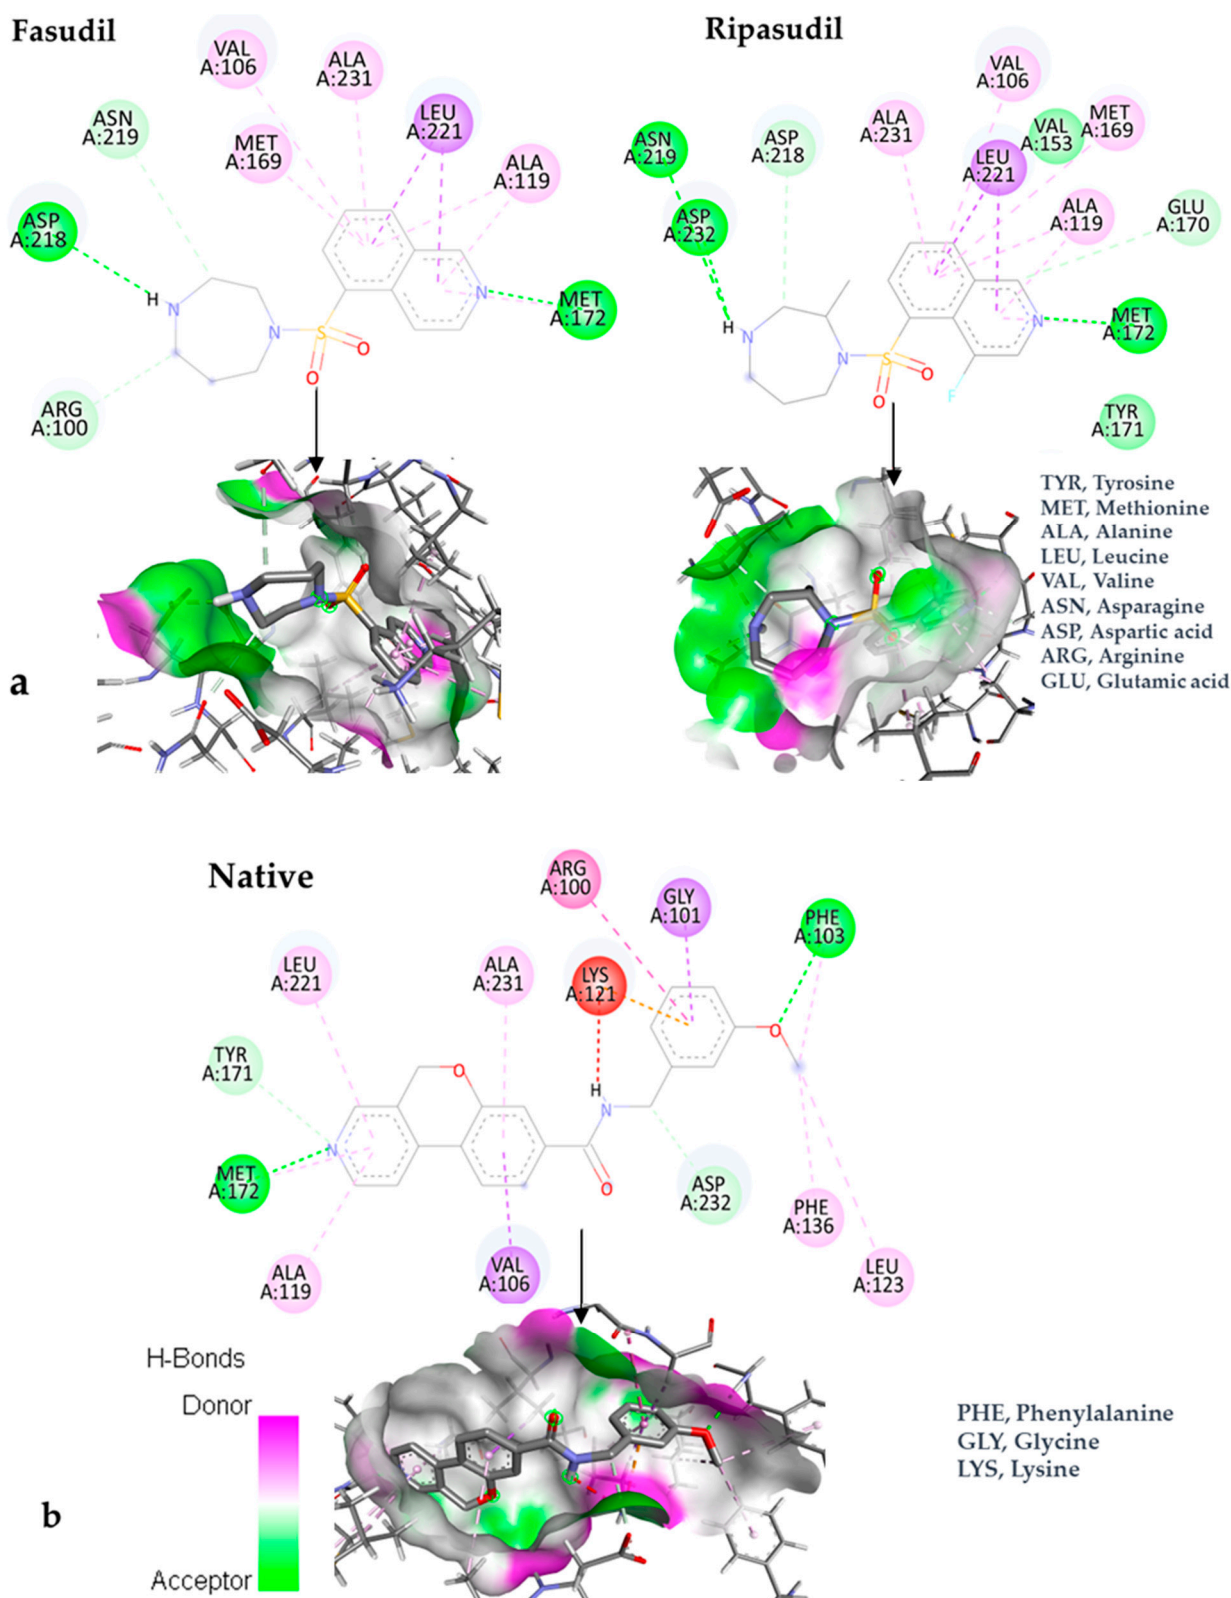 Fasudil
VAL
A:106
ALA
A:231
LEU
A:221
ASN
A:219
MET
A:169
ALA
A:119
ASP
A:218
H
N
N
N
S
O
O
MET
A:172
ARG
A:100
Ripasudil
VAL
A:106
ALA
A:231
MET
A:169
VAL
A:153
ASN
A:219
ASP
A:218
LEU
A:221
ASP
A:232
ALA
A:119
GLU
A:170
H
N
N
N
S
O
O
F
MET
A:172
TYR
A:171
TYR, Tyrosine
MET, Methionine
ALA, Alanine
LEU, Leucine
VAL, Valine
ASN, Asparagine
ASP, Aspartic acid
ARG, Arginine
GLU, Glutamic acid
a
Native
ARG
A:100
GLY
A:101
PHE
A:103
LEU
A:221
ALA
A:231
LYS
A:121
TYR
A:171
O
O
H
N
N
O
MET
A:172
ASP
A:232
PHE
A:136
ALA
A:119
VAL
A:106
LEU
A:123
H-Bonds
Donor
Acceptor
b
PHE, Phenylalanine
GLY, Glycine
LYS, Lysine